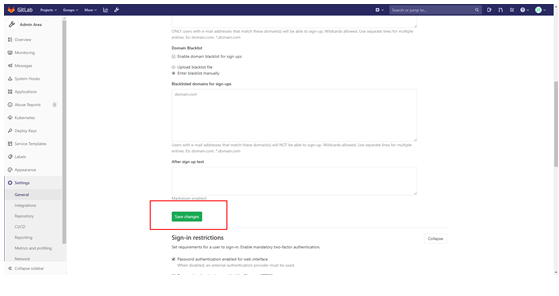 GitLab Projects Groups More Search or jump to...
Admin Area
Overview
Monitoring
Messages
System Hooks
Applications
Abuse Reports 0
Kubernetes
Deploy Keys
Service Templates
Labels
Appearance
Settings
General
Integrations
Repository
CI/CD
Reporting
Metrics and profiling
Network
Collapse sidebar
ONLY users with e-mail addresses that match these domain(s) will be able to sign-up. Wildcards allowed. Use separate lines for multiple
entries. Ex: domain.com, *.domain.com
Domain Blacklist
Enable domain blacklist for sign ups
Upload blacklist file
Enter blacklist manually
Blacklisted domains for sign-ups
domain.com
Users with e-mail addresses that match these domain(s) will NOT be able to sign-up. Wildcards allowed. Use separate lines for multiple
entries. Ex: domain.com, *.domain.com
After sign up text
Markdown enabled
Save changes
Sign-in restrictions
Collapse
Set requirements for a user to sign-in. Enable mandatory two-factor authentication.
Password authentication enabled for web interface
When disabled, an external authentication provider must be used.